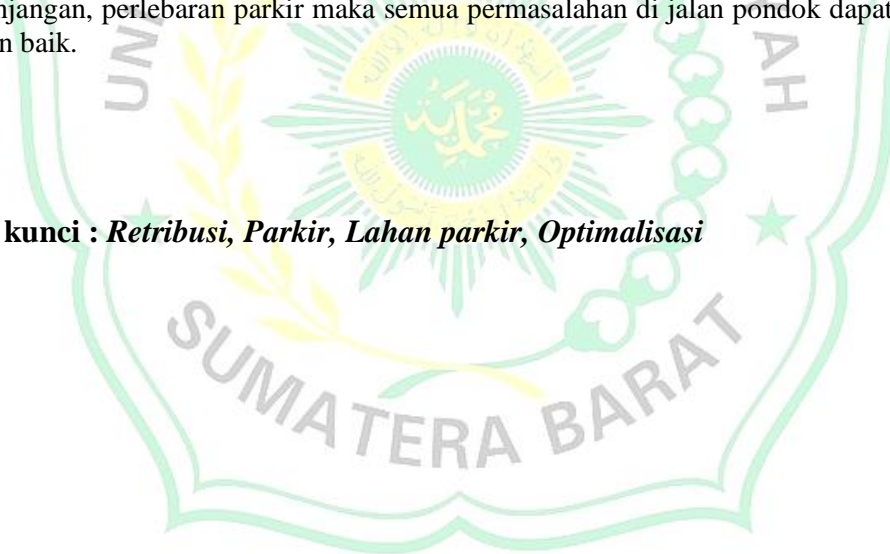 njangan, perlebaran parkir maka semua permasalahan di jalan pondok dapat
n baik.
kunci : Retribusi, Parkir, Lahan parkir, Optimalisasi
SUMATERA BARAT